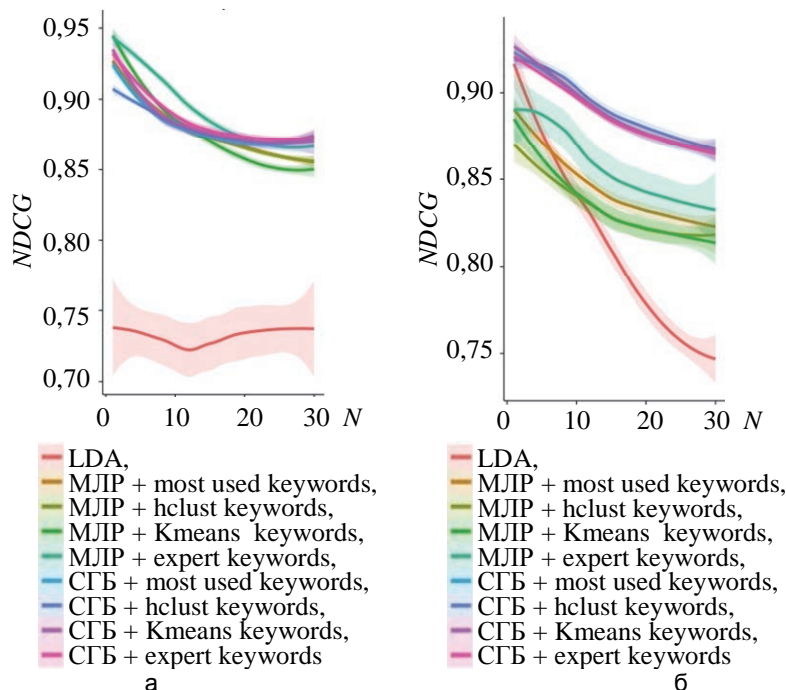 0,95
0,90
0,85
0,80
0,75
0,70
NDCG
0 10 20 30 N
LDA,
МЛР + most used keywords,
МЛР + hclust keywords,
МЛР + Kmeans keywords,
МЛР + expert keywords,
СГБ + most used keywords,
СГБ + hclust keywords,
СГБ + Kmeans keywords,
СГБ + expert keywords
а
0,90
0,85
0,80
0,75
NDCG
0 10 20 30 N
LDA,
МЛР + most used keywords,
МЛР + hclust keywords,
МЛР + Kmeans keywords,
МЛР + expert keywords,
СГБ + most used keywords,
СГБ + hclust keywords,
СГБ + Kmeans keywords,
СГБ + expert keywords
б